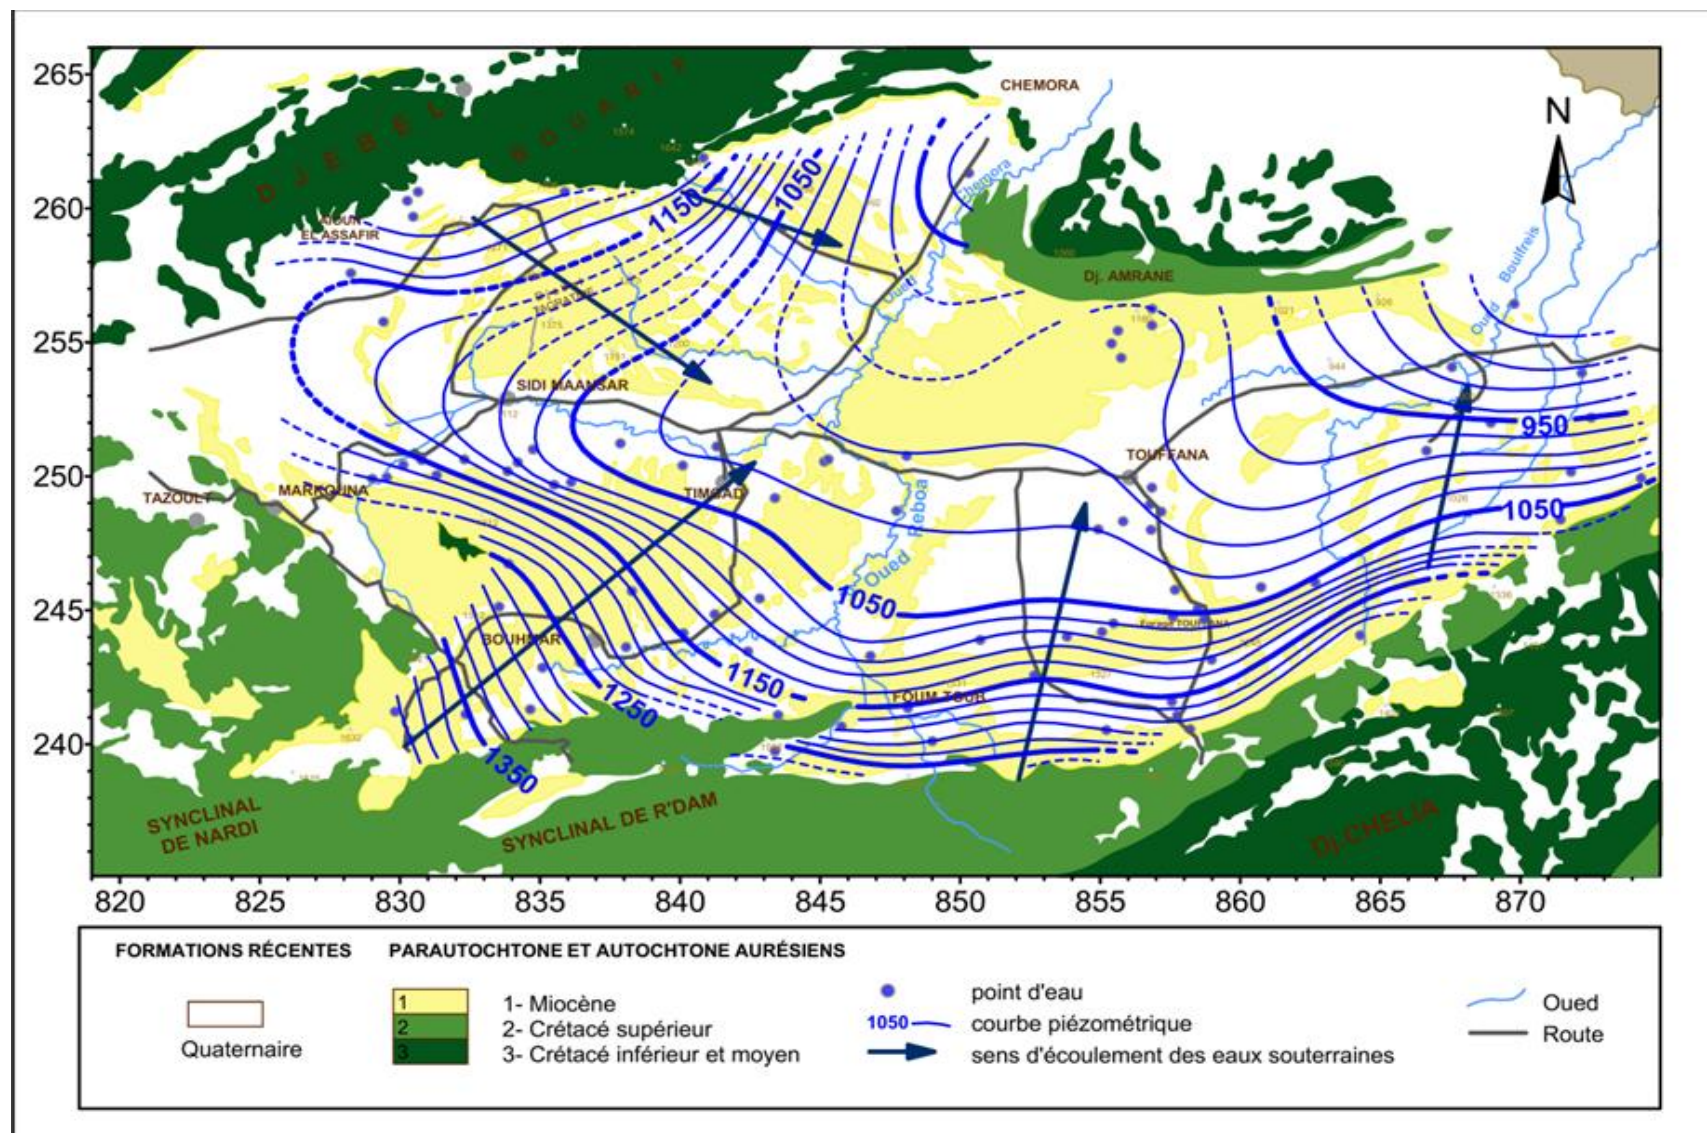 265
260
255
250
245
240
820
825
830
835
840
845
850
855
860
865
870
N
DJEBEL
BOUARIF
CHEMORA
Oued Chemora
AIOUN
EL ASSAFIR
1150
1050
Dj. AMRANE
Oued Boulfreis
SIDI MAANSAR
TAZOULT
MARKOUNA
TIMGAD
TOUFFANA
950
1050
Oued Reboa
1050
BOUHMAR
1150
1250
1350
FOUM TOUB
Forage TOUFFANA
SYNCLINAL
DE NARDI
SYNCLINAL DE R'DAM
Dj.CHELIA
FORMATIONS RÉCENTES
Quaternaire
PARAUTOCHTONE ET AUTOCHTONE AURÉSIENS
1
2
3
1- Miocène
2- Crétacé supérieur
3- Crétacé inférieur et moyen
point d'eau
1050
courbe piézométrique
sens d'écoulement des eaux souterraines
Oued
Route